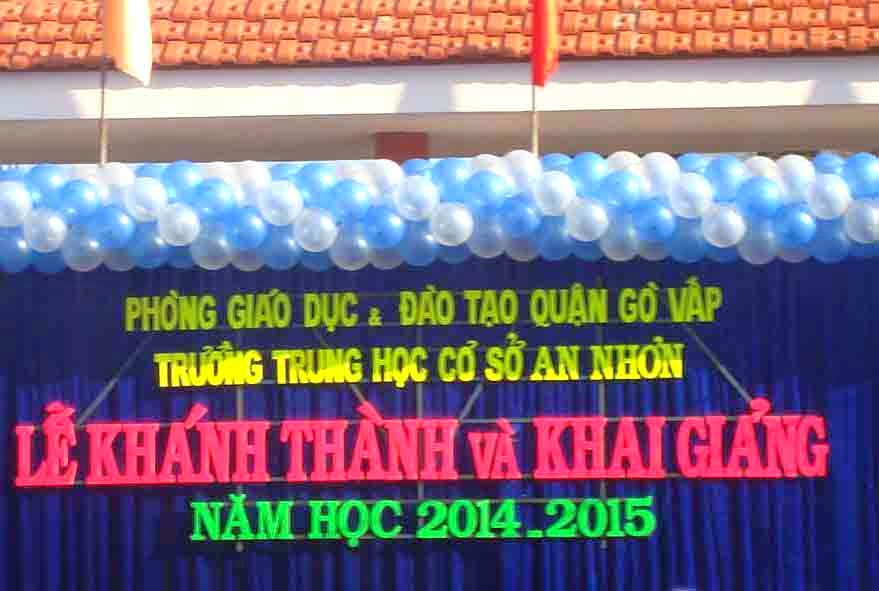 PHÒNG GIÁO DỤC & ĐÀO TẠO QUẬN GÒ VẤP
TRƯỜNG TRUNG HỌC CƠ SỞ AN NHƠN
LỄ KHÁNH THÀNH VÀ KHAI GIẢNG
NĂM HỌC 2014-2015